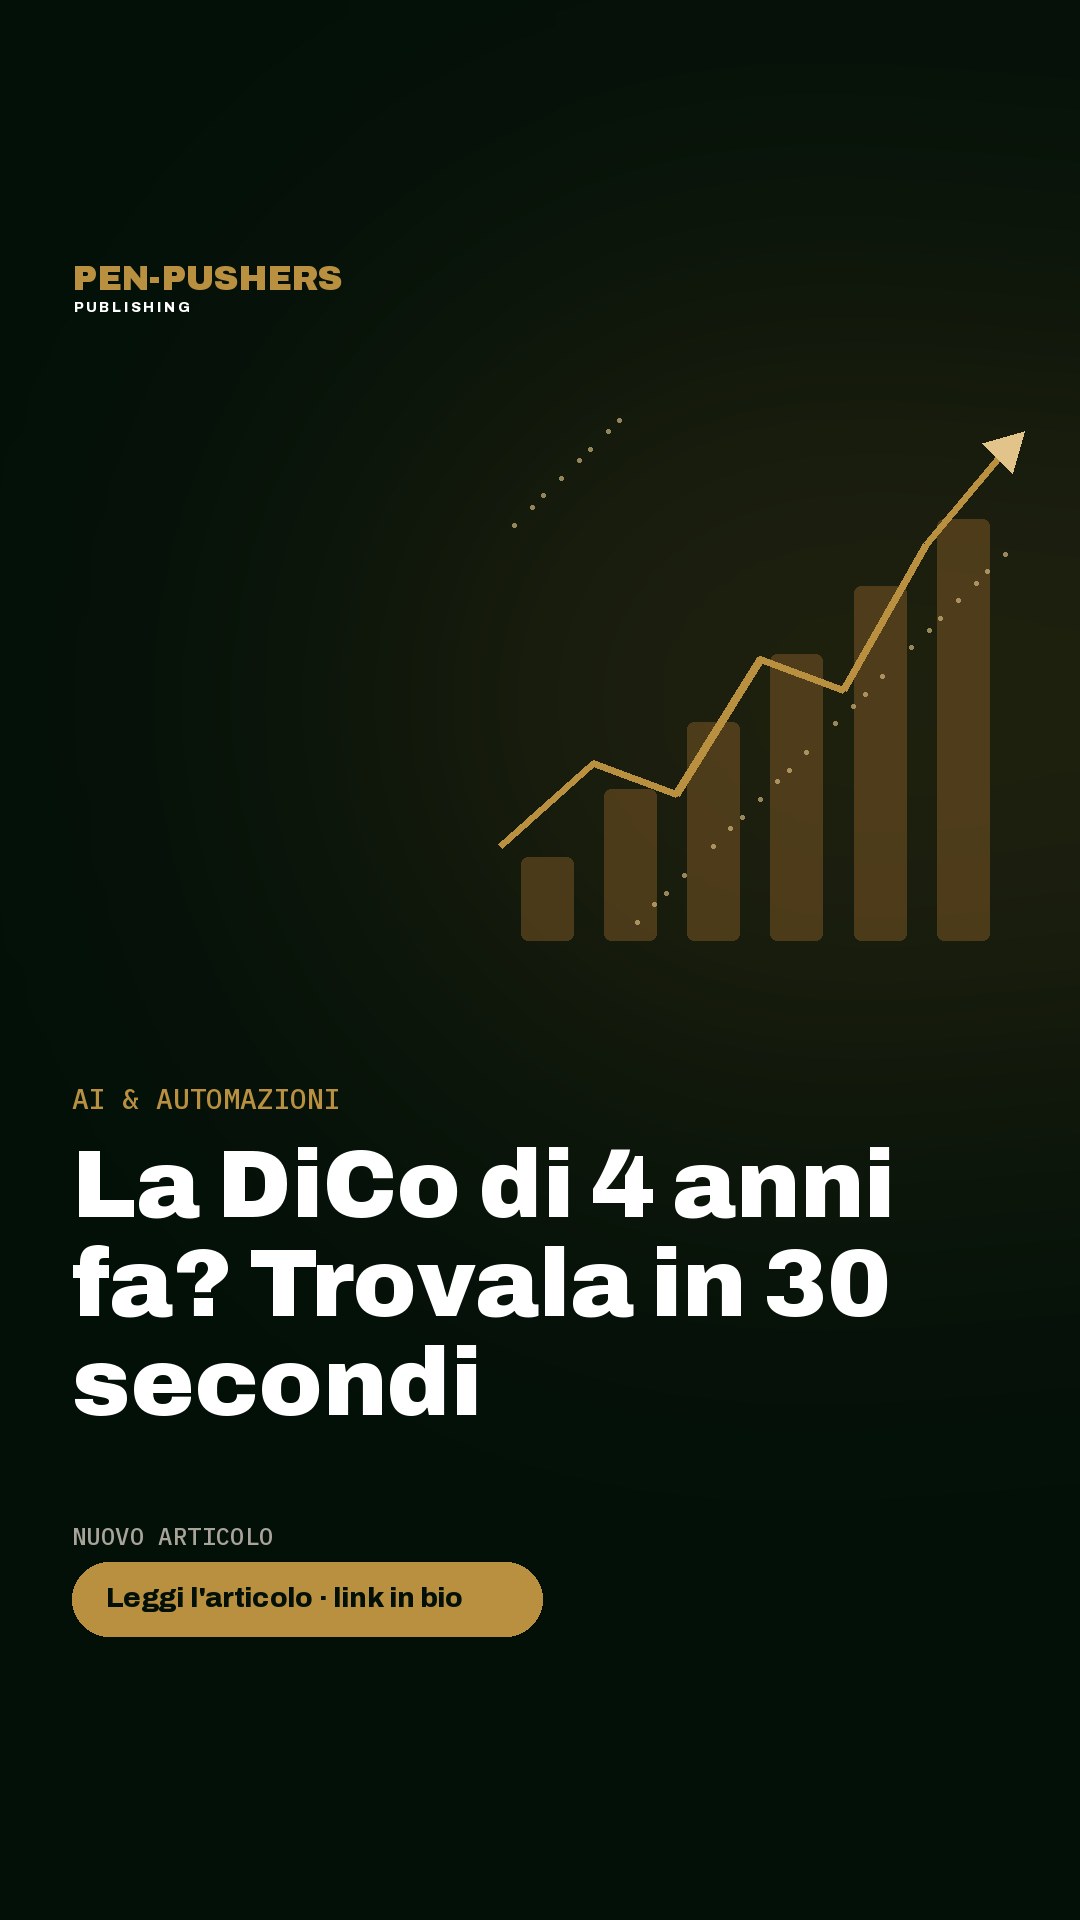 PEN-PUSHERS
PUBLISHING
AI & AUTOMAZIONI
La DiCo di 4 anni
fa? Trovala in 30
secondi
NUOVO ARTICOLO
Leggi l'articolo · link in bio